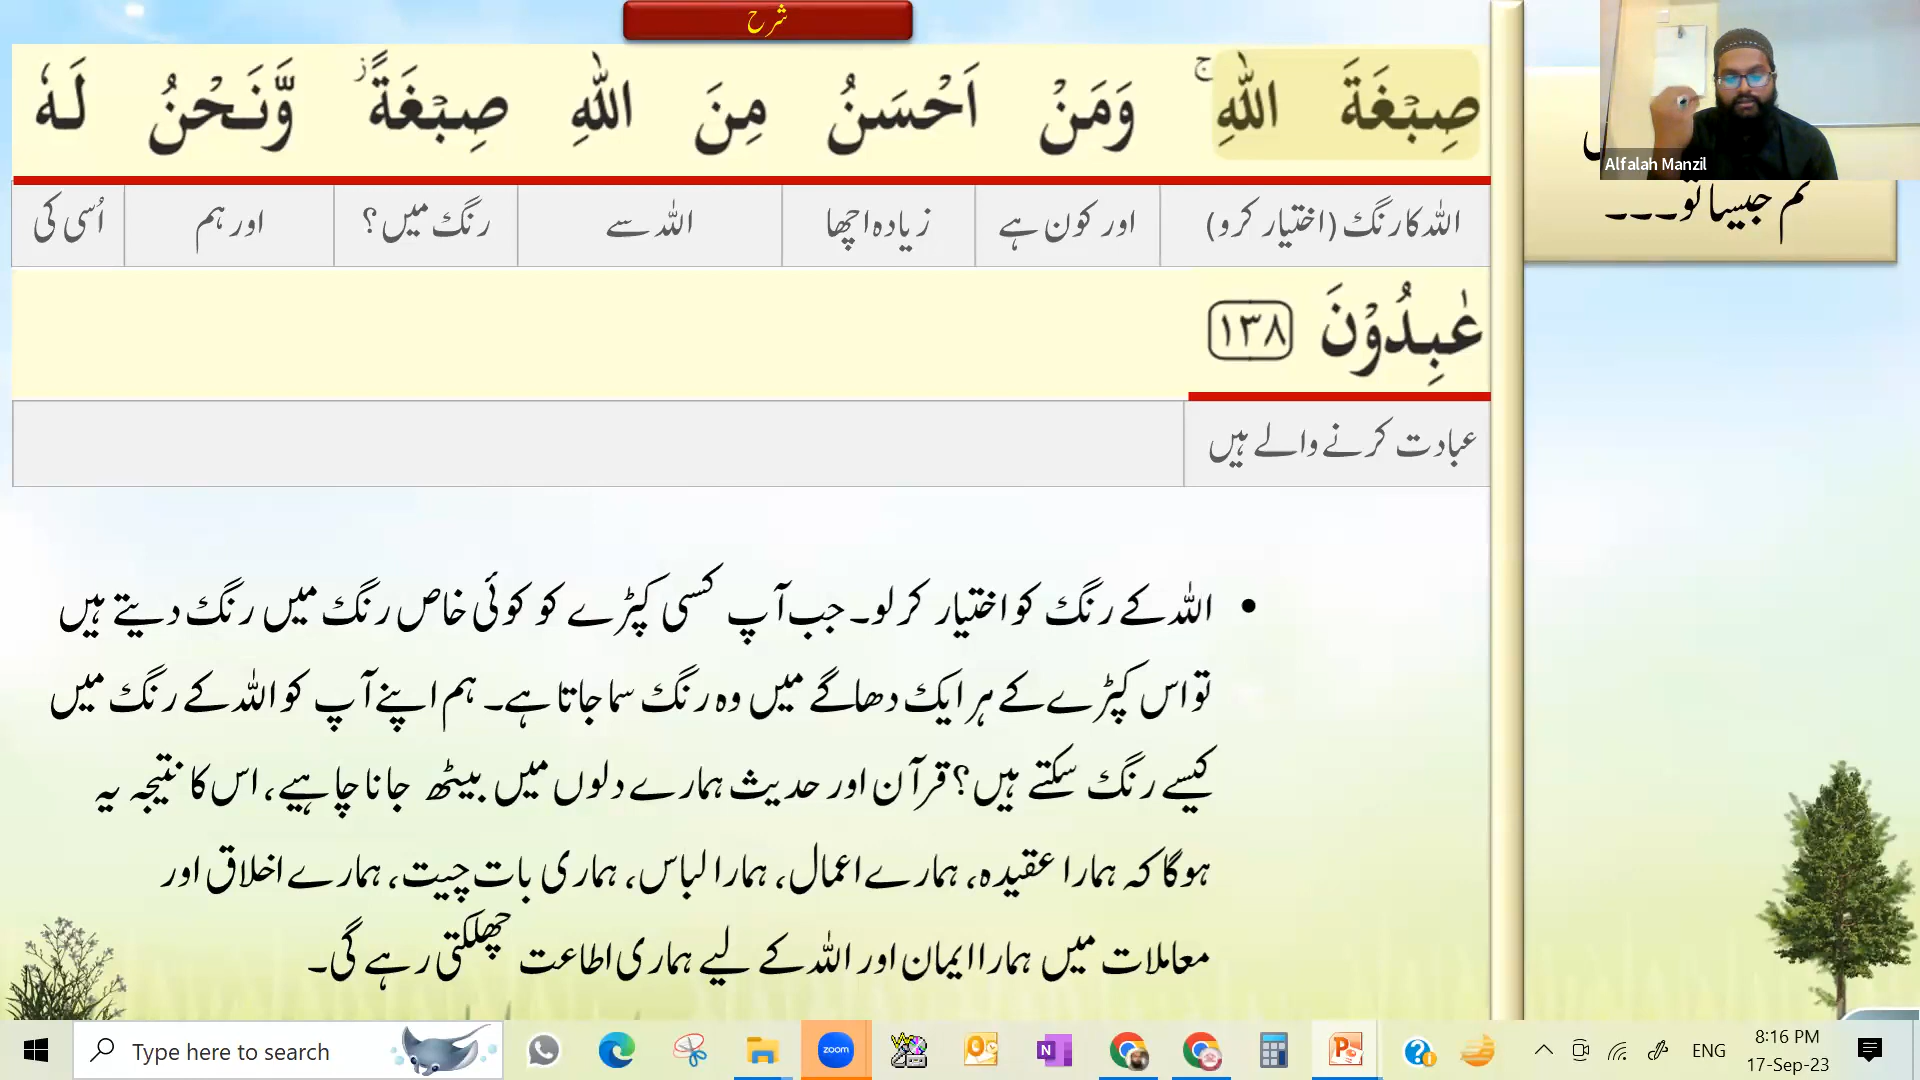 شرح
صِبۡغَةَ اللّٰهِ ۚ وَمَنۡ اَحۡسَنُ مِنَ اللّٰهِ صِبۡغَةً ؗ وَّنَحۡنُ لَهٗ
اللہ کا رنگ (اختیار کرو) اور کون ہے زیادہ اچھا اللہ سے رنگ میں؟ اور ہم اُسی کی
عٰبِدُوۡنَ ١٣٨
عبادت کرنے والے ہیں
• اللہ کے رنگ کو اختیار کر لو۔ جب آپ کسی کپڑے کو کوئی خاص رنگ میں رنگ دیتے ہیں
تو اس کپڑے کے ہر ایک دھاگے میں وہ رنگ سما جاتا ہے۔ ہم اپنے آپ کو اللہ کے رنگ میں
کیسے رنگ سکتے ہیں؟ قرآن اور حدیث ہمارے دلوں میں بیٹھ جانا چاہیے، اس کا نتیجہ یہ
ہوگا کہ ہمارا عقیدہ، ہمارے اعمال، ہمارا لباس، ہماری بات چیت، ہمارے اخلاق اور
معاملات میں ہمارا ایمان اور اللہ کے لیے ہماری اطاعت جھلکتی رہے گی۔
Alfalah Manzil
تم جیسا تو۔۔۔
Type here to search
zoom
ENG
8:16 PM
17-Sep-23